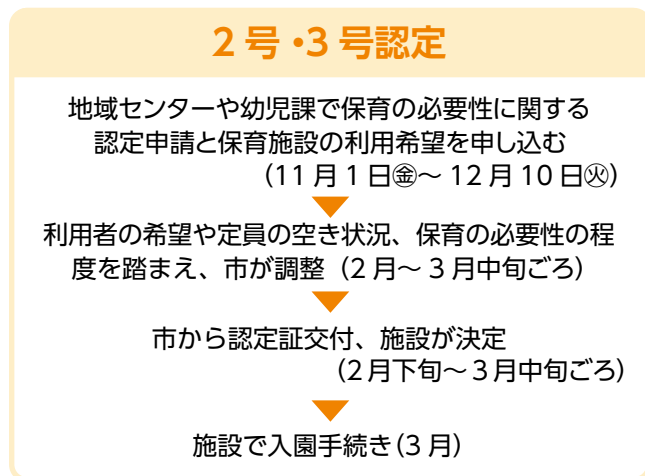 2号・3号認定
地域センターや幼児課で保育の必要性に関する
認定申請と保育施設の利用希望を申し込む
(11月1日㊎～12月10日㊋)
利用者の希望や定員の空き状況、保育の必要性の程
度を踏まえ、市が調整(2月～3月中旬ごろ)
市から認定証交付、施設が決定
(2月下旬～3月中旬ごろ)
施設で入園手続き(3月)